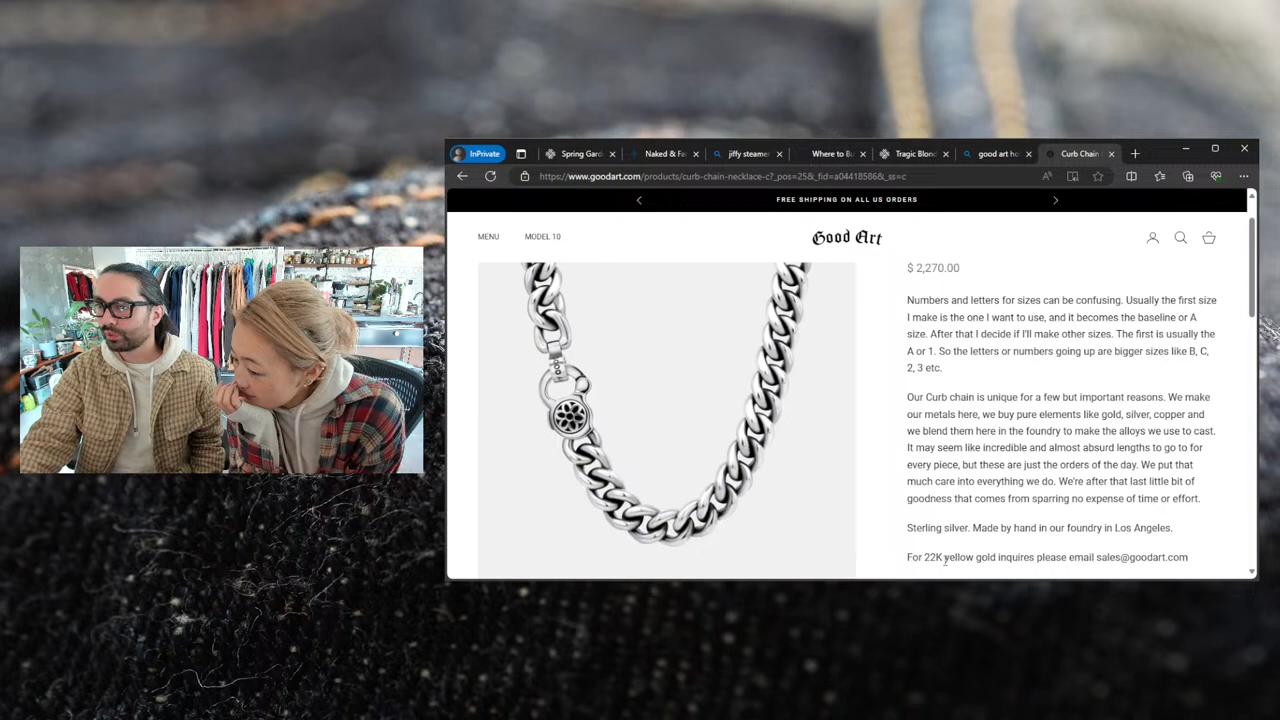 InPrivate
Spring Gard
Naked & Fa
jiffy steamer
Where to Bu
Tragic Blond
good art ho
Curb Chain
https://www.goodart.com/products/curb-chain-necklace-c?_pos=25&_fid=a04418586&_ss=c
FREE SHIPPING ON ALL US ORDERS
MENU
MODEL 10
Good Art
$ 2,270.00
Numbers and letters for sizes can be confusing. Usually the first size
I make is the one I want to use, and it becomes the baseline or A
size. After that I decide if I'll make other sizes. The first is usually the
A or 1. So the letters or numbers going up are bigger sizes like B, C,
2, 3 etc.
Our Curb chain is unique for a few but important reasons. We make
our metals here, we buy pure elements like gold, silver, copper and
we blend them here in the foundry to make the alloys we use to cast.
It may seem like incredible and almost absurd lengths to go to for
every piece, but these are just the orders of the day. We put that
much care into everything we do. We're after that last little bit of
goodness that comes from sparring no expense of time or effort.
Sterling silver. Made by hand in our foundry in Los Angeles.
For 22K yellow gold inquires please email sales@goodart.com